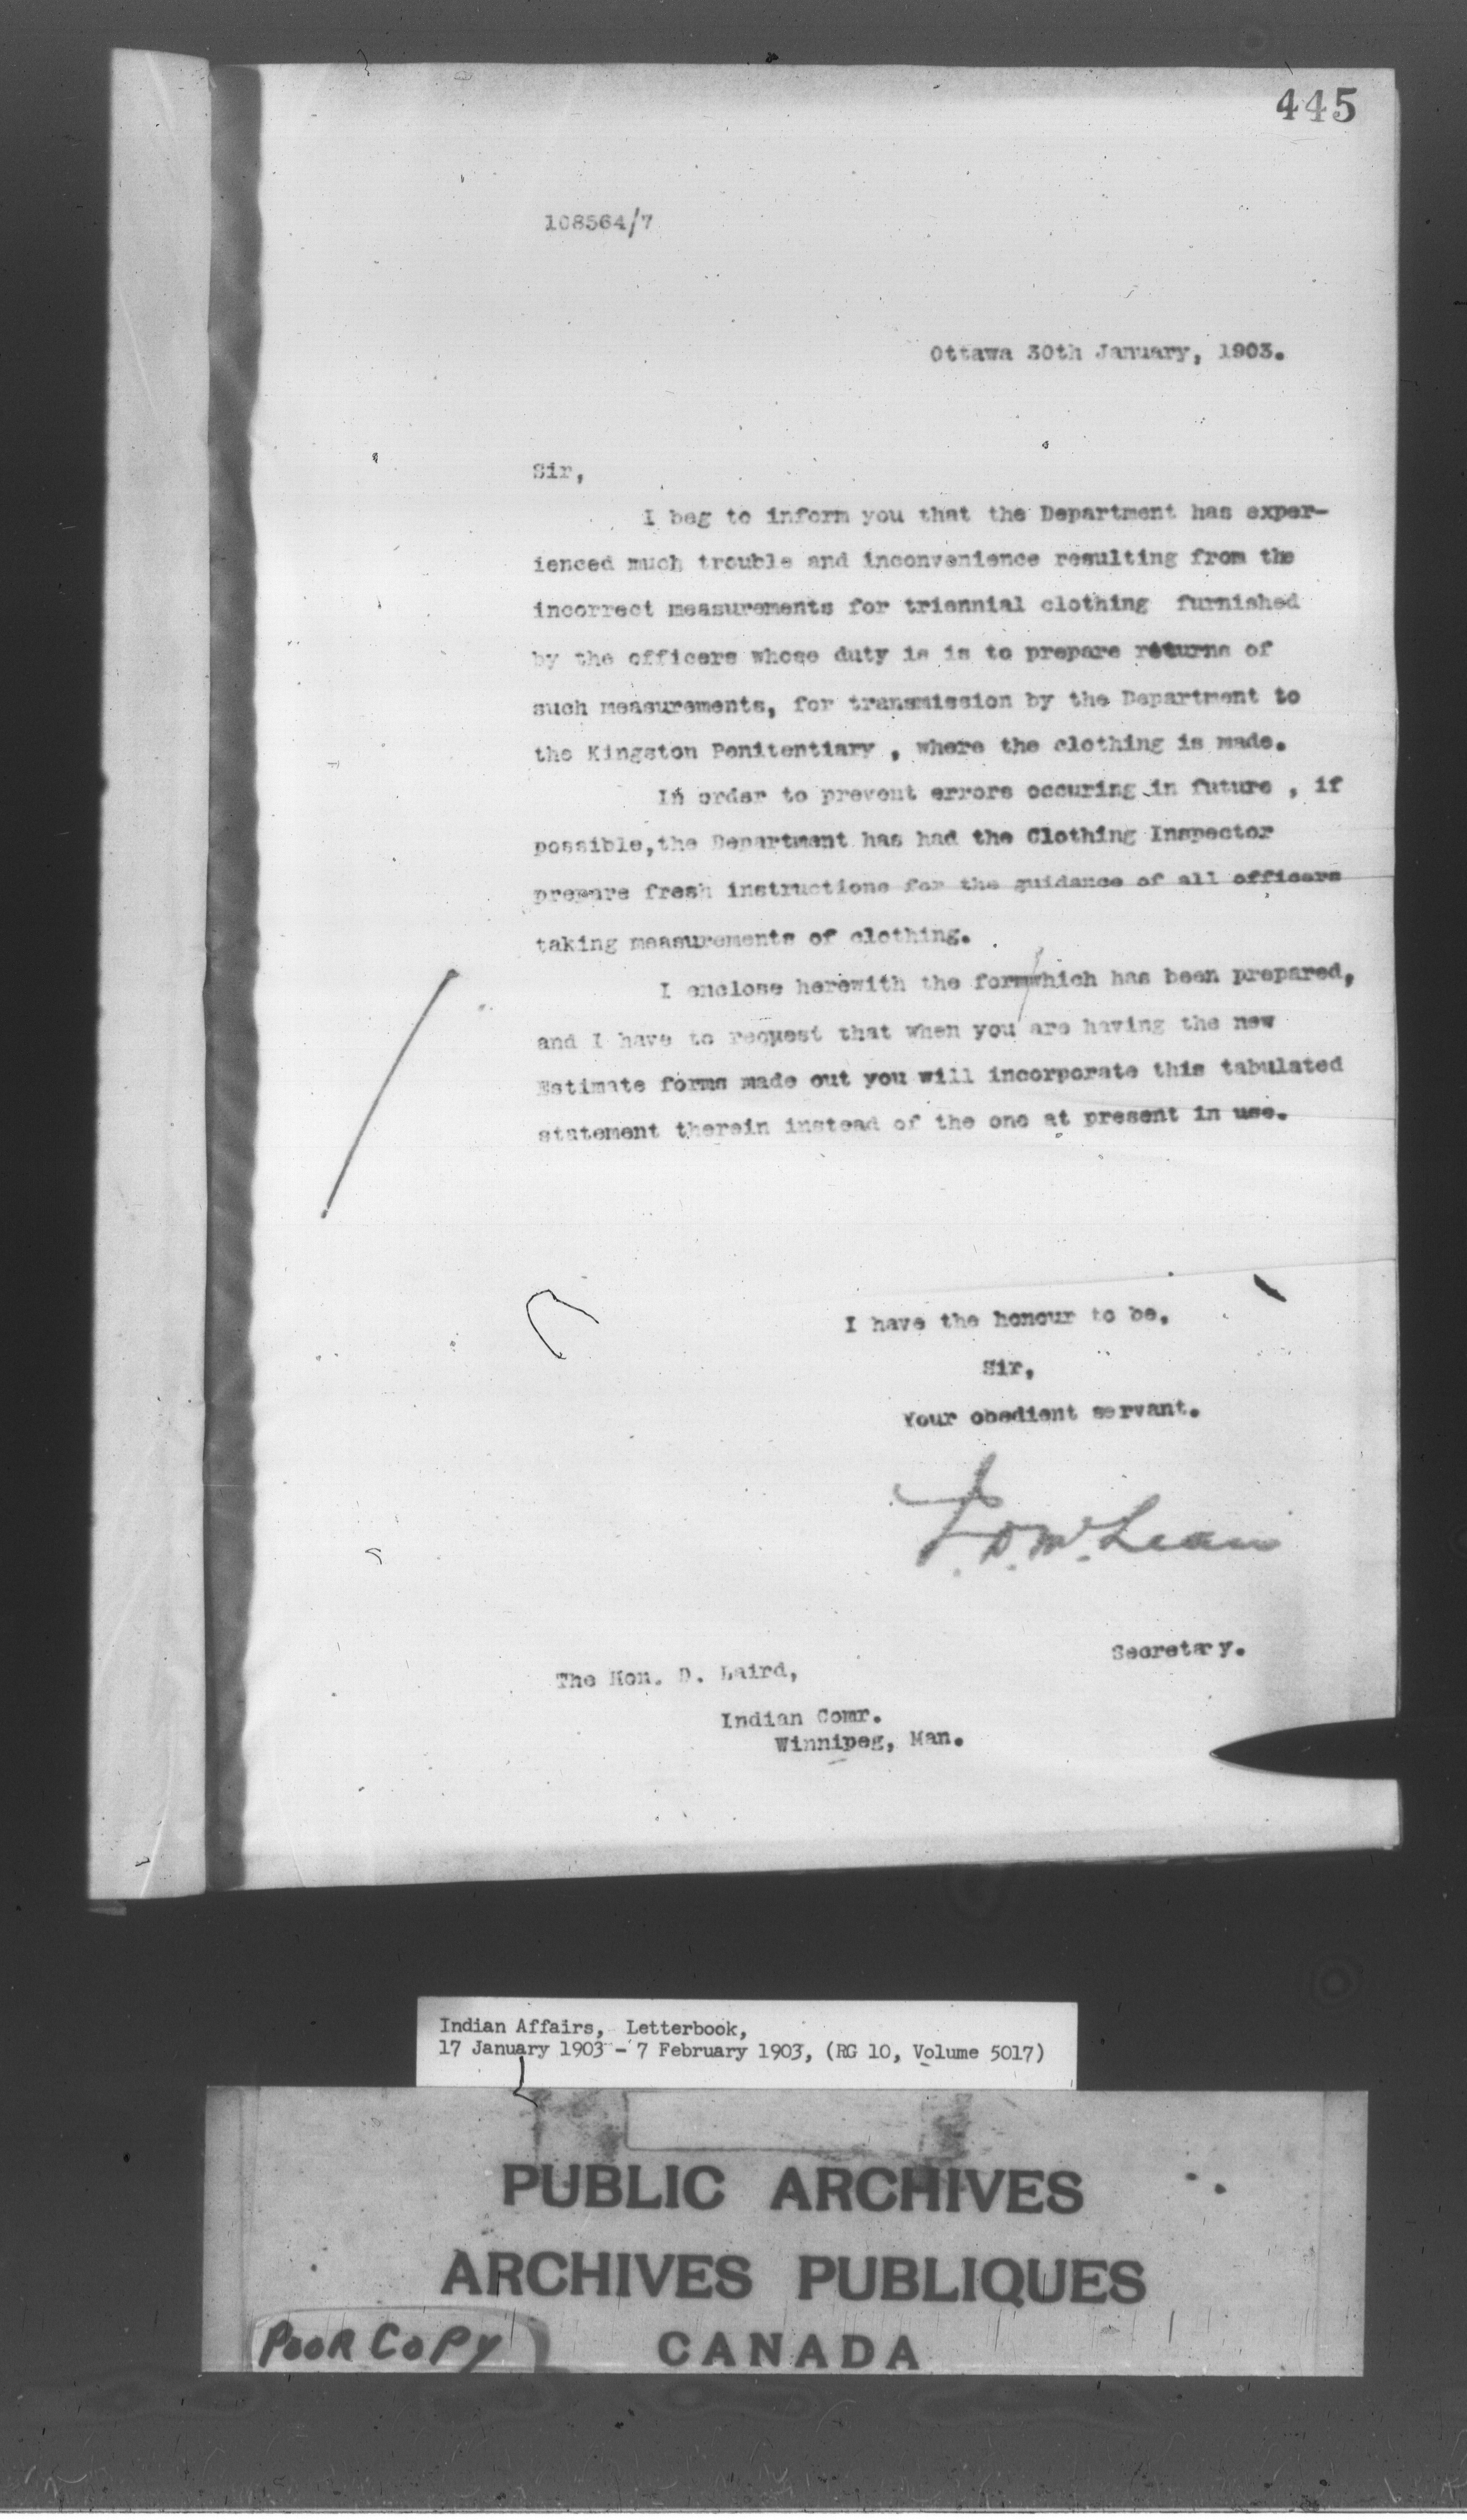 445
108564/7
Ottawa 30th January, 1903.
Sir,
I beg to inform you that the Department has exper-
ienced much trouble and inconvenience resulting from the
incorrect measurements for triennial clothing furnished
by the officers whose duty is is to prepare returns of
such measurements, for transmission by the Department to
the Kingston Penitentiary , where the clothing is made.
In order to prevent errors occuring in future , if
possible,the Department has had the Clothing Inspector
prepare fresh instructions for the guidance of all officers
taking measurements of clothing.
I enclose herewith the form/which has been prepared,
and I have to request that when you are having the new
Estimate forms made out you will incorporate this tabulated
statement therein instead of the one at present in use.
I have the honour to be,
Sir,
Your obedient servant.
J. D. McLean
Secretary.
The Hon. D. Laird,
Indian Comr.
Winnipeg, Man.
Indian Affairs, Letterbook,
17 January 1903 - 7 February 1903, (RG 10, Volume 5017)
PUBLIC ARCHIVES
ARCHIVES PUBLIQUES
CANADA
POOR COPY